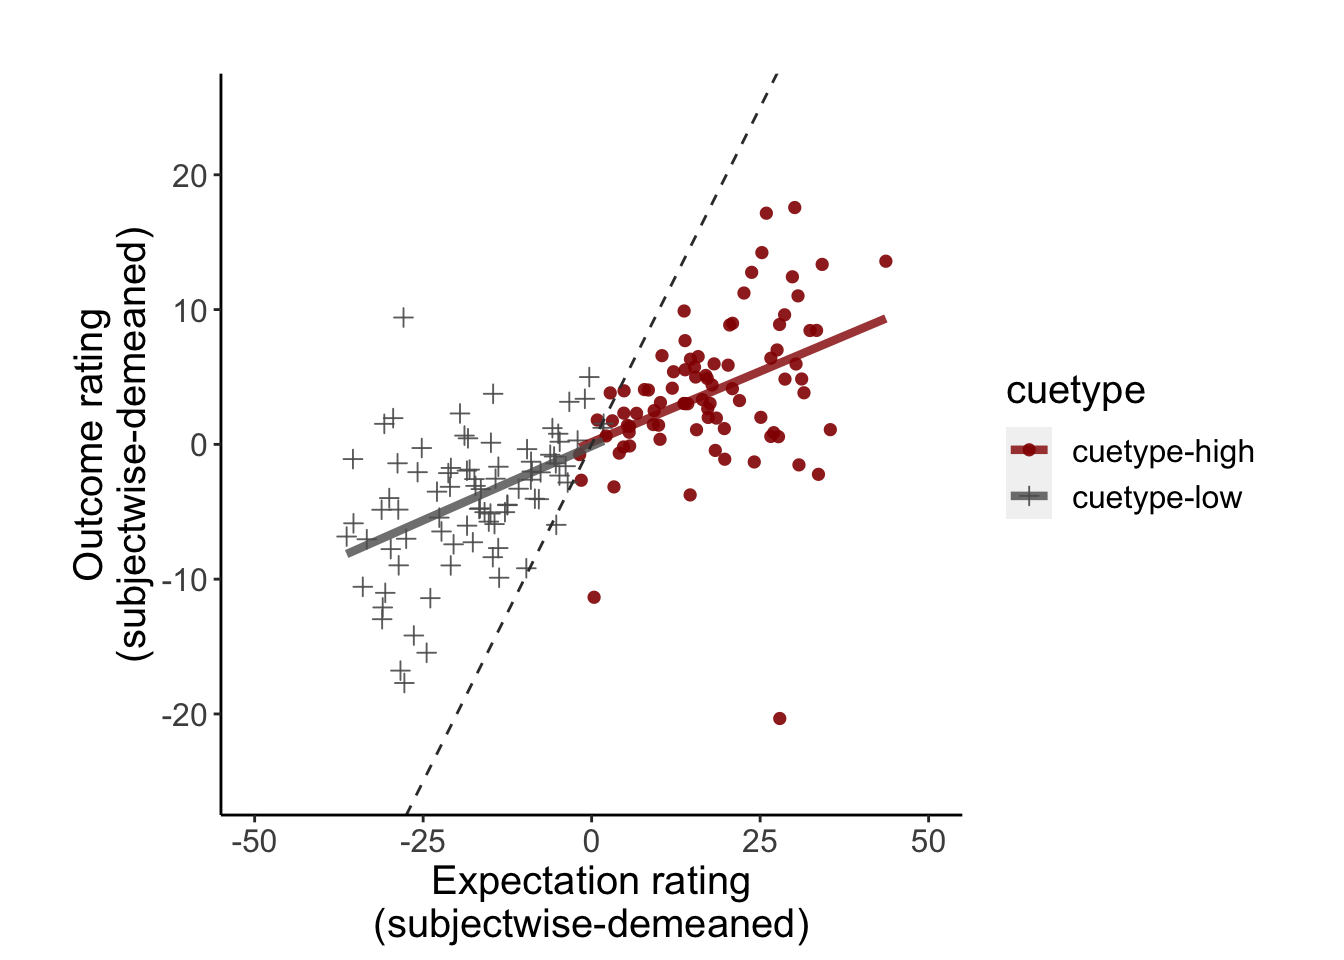 20
10
0
-10
-20
Outcome rating
(subjectwise-demeaned)
-50
-25
0
25
50
Expectation rating
(subjectwise-demeaned)
cuetype
cuetype-high
cuetype-low